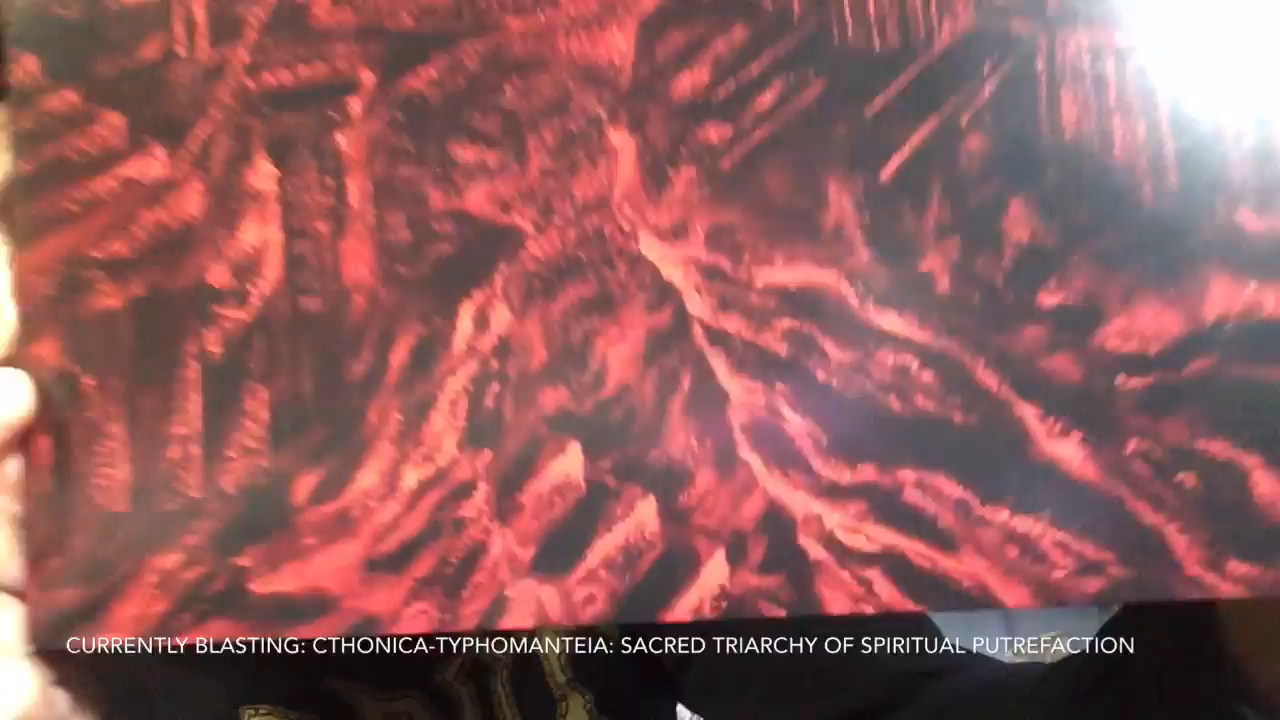 CURRENTLY BLASTING: CTHONICA-TYPHOMANTEIA: SACRED TRIARCHY OF SPIRITUAL PUTREFACTION